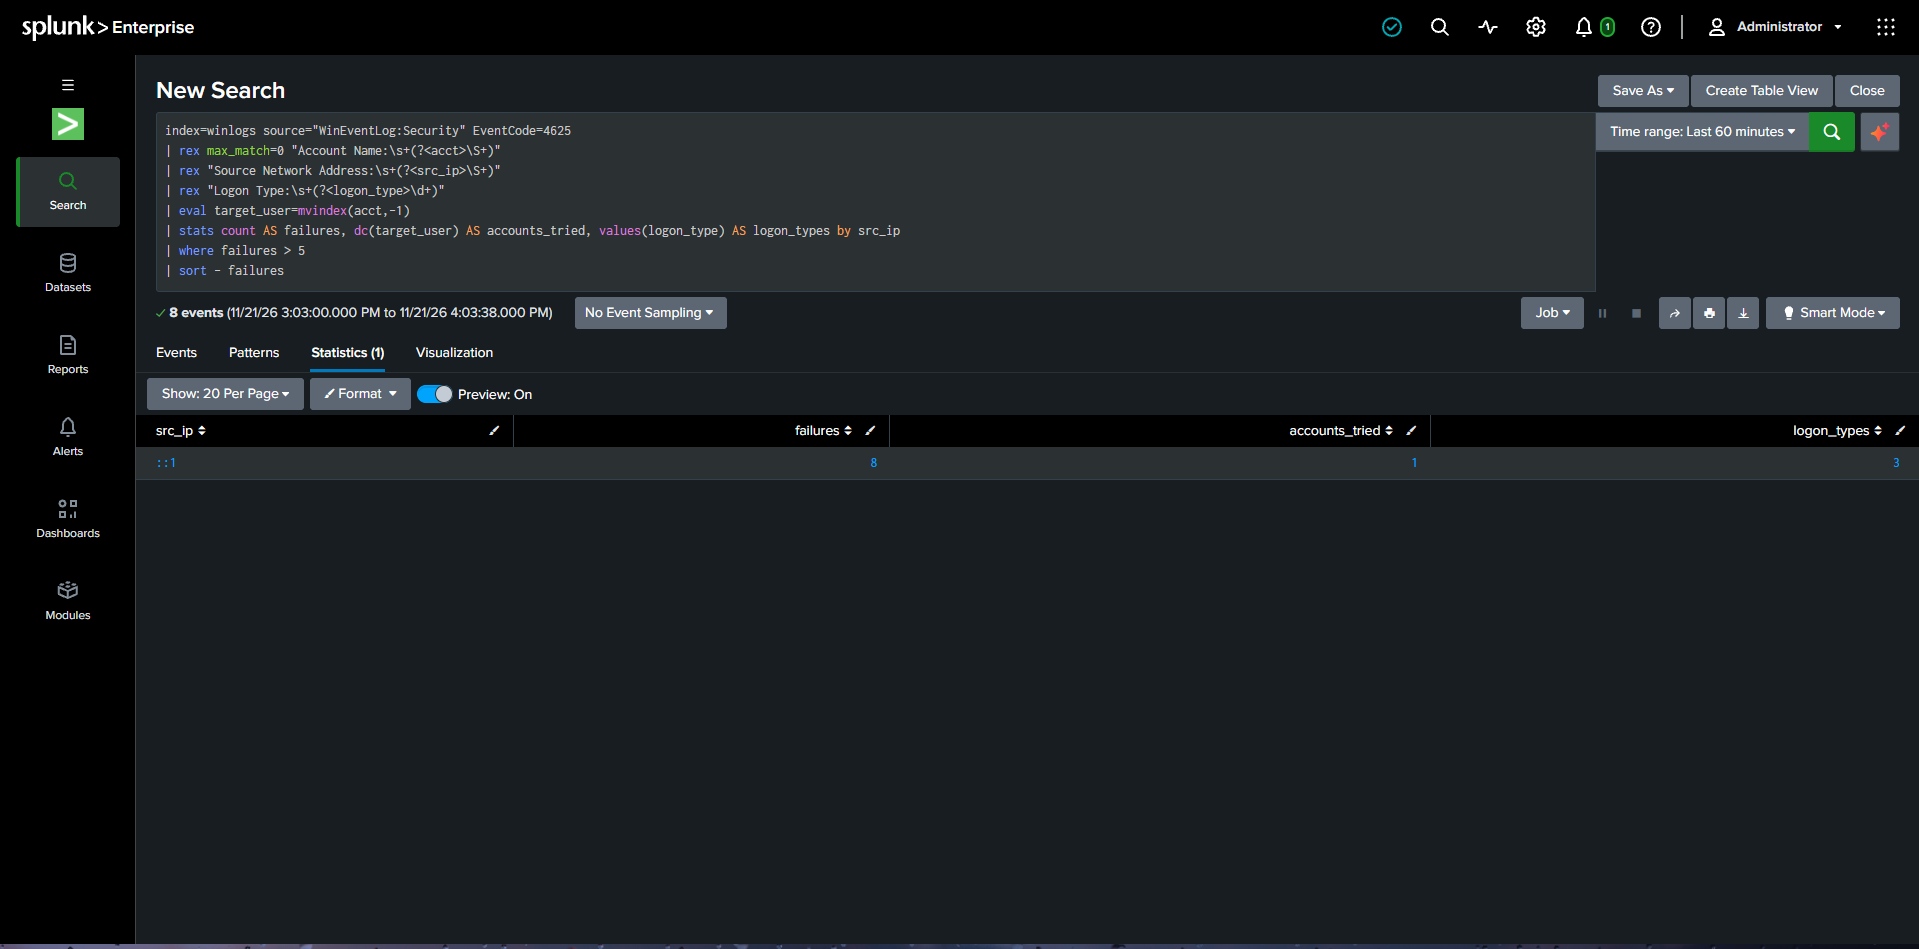 splunk> Enterprise
1
Administrator
New Search
Save As
Create Table View
Close
index=winlogs source="WinEventLog:Security" EventCode=4625
| rex max_match=0 "Account Name:\s+(?<acct>\S+)"
| rex "Source Network Address:\s+(?<src_ip>\S+)"
| rex "Logon Type:\s+(?<logon_type>\d+)"
| eval target_user=mvindex(acct,-1)
| stats count AS failures, dc(target_user) AS accounts_tried, values(logon_type) AS logon_types by src_ip
| where failures > 5
| sort - failures
Time range: Last 60 minutes
Search
Datasets
Reports
Alerts
Dashboards
Modules
8 events (11/21/26 3:03:00.000 PM to 11/21/26 4:03:38.000 PM)
No Event Sampling
Job
Smart Mode
Events
Patterns
Statistics (1)
Visualization
Show: 20 Per Page
Format
Preview: On
src_ip
failures
accounts_tried
logon_types
::1
8
1
3